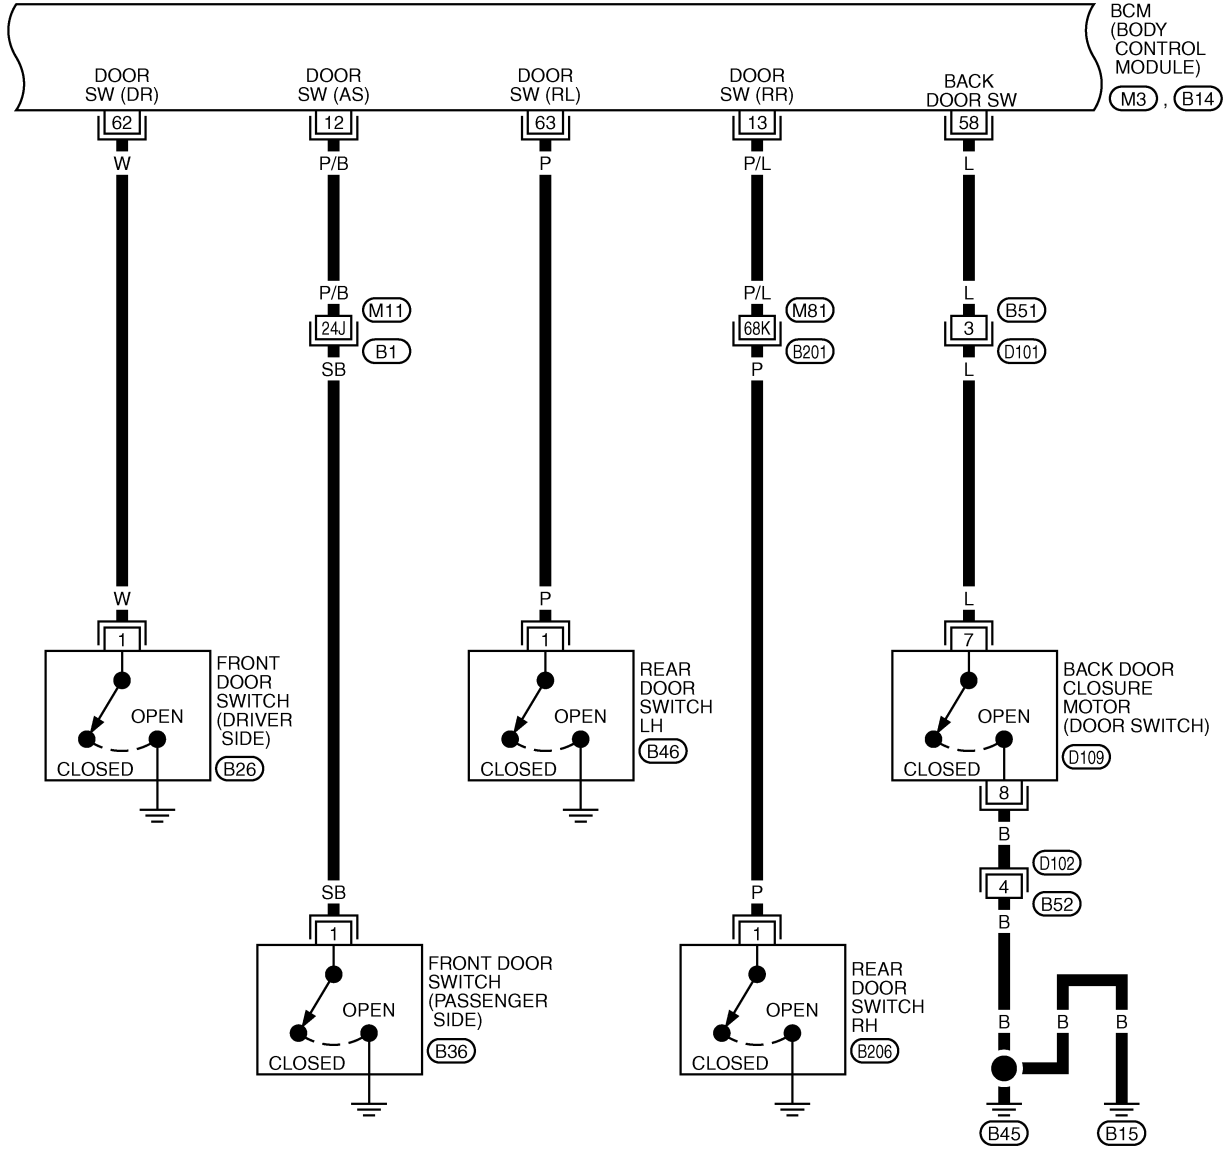 BCM
(BODY
CONTROL
MODULE)
M3 , B14
DOOR
SW (DR)
DOOR
SW (AS)
DOOR
SW (RL)
DOOR
SW (RR)
BACK
DOOR SW
62
12
63
13
58
W
P/B
P
P/L
L
P/B
P/L
L
M11
M81
B51
24J
68K
3
B1
B201
D101
SB
P
L
W
P
L
1
1
7
FRONT
DOOR
SWITCH
(DRIVER
SIDE)
B26
OPEN
CLOSED
REAR
DOOR
SWITCH
LH
B46
OPEN
CLOSED
BACK DOOR
CLOSURE
MOTOR
(DOOR SWITCH)
D109
OPEN
CLOSED
8
B
D102
4
B52
B
SB
P
1
1
FRONT DOOR
SWITCH
(PASSENGER
SIDE)
B36
OPEN
CLOSED
REAR
DOOR
SWITCH
RH
B206
OPEN
CLOSED
B
B
B
B45
B15